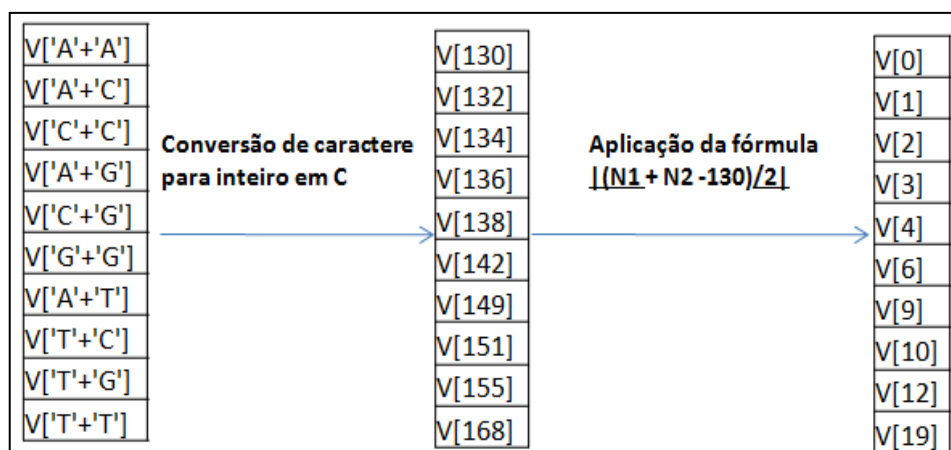 V['A'+'A']
V['A'+'C']
V['C'+'C']
V['A'+'G']
V['C'+'G']
V['G'+'G']
V['A'+'T']
V['T'+'C']
V['T'+'G']
V['T'+'T']
Conversão de caractere
para inteiro em C
V[130]
V[132]
V[134]
V[136]
V[138]
V[142]
V[149]
V[151]
V[155]
V[168]
Aplicação da fórmula
|(N1 + N2 -130)/2|
V[0]
V[1]
V[2]
V[3]
V[4]
V[6]
V[9]
V[10]
V[12]
V[19]